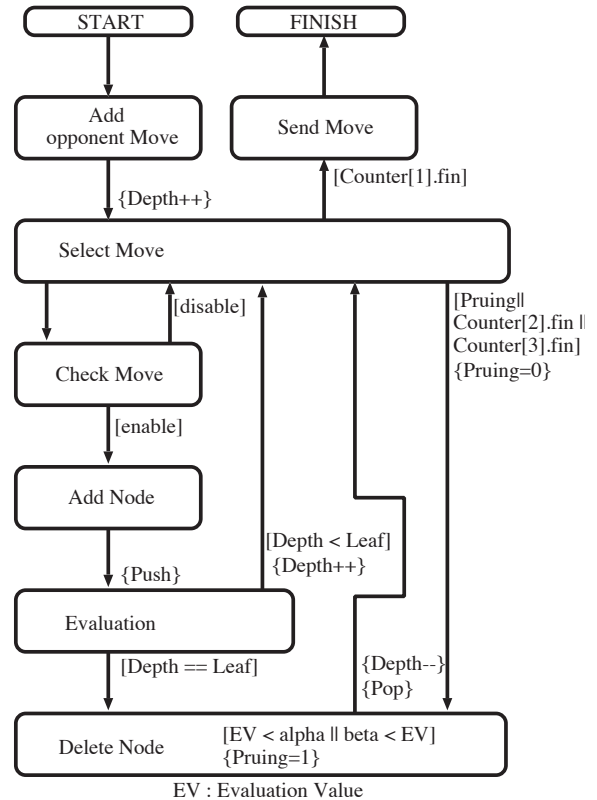 START
FINISH
Add
opponent Move
Send Move
{Depth++}
[Counter[1].fin]
Select Move
[disable]
[Pruing||
Counter[2].fin ||
Counter[3].fin]
{Pruing=0}
Check Move
[enable]
Add Node
{Push}
[Depth < Leaf]
{Depth++}
Evaluation
[Depth == Leaf]
{Depth--}
{Pop}
Delete Node
[EV < alpha || beta < EV]
{Pruing=1}
EV : Evaluation Value